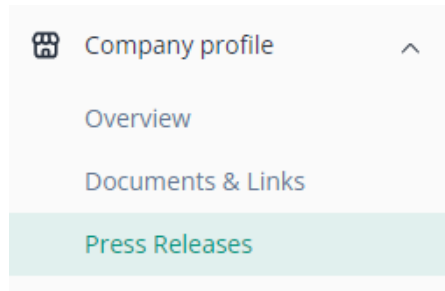 Company profile
Overview
Documents & Links
Press Releases